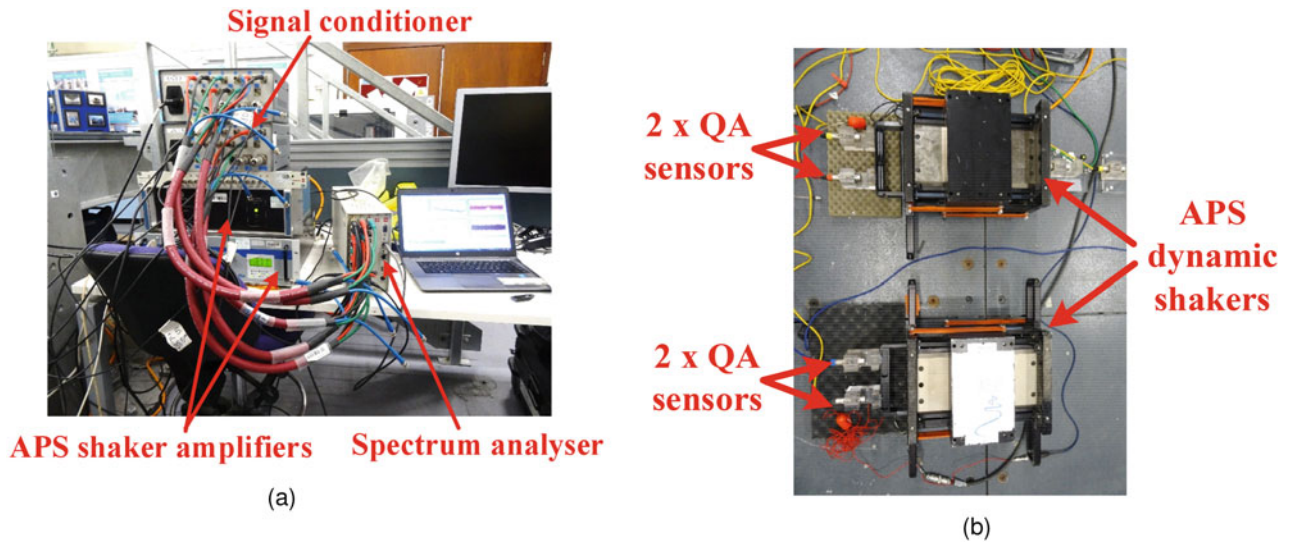 Signal conditioner
APS shaker amplifiers
Spectrum analyser
(a)
2 x QA
sensors
APS
dynamic
shakers
2 x QA
sensors
(b)